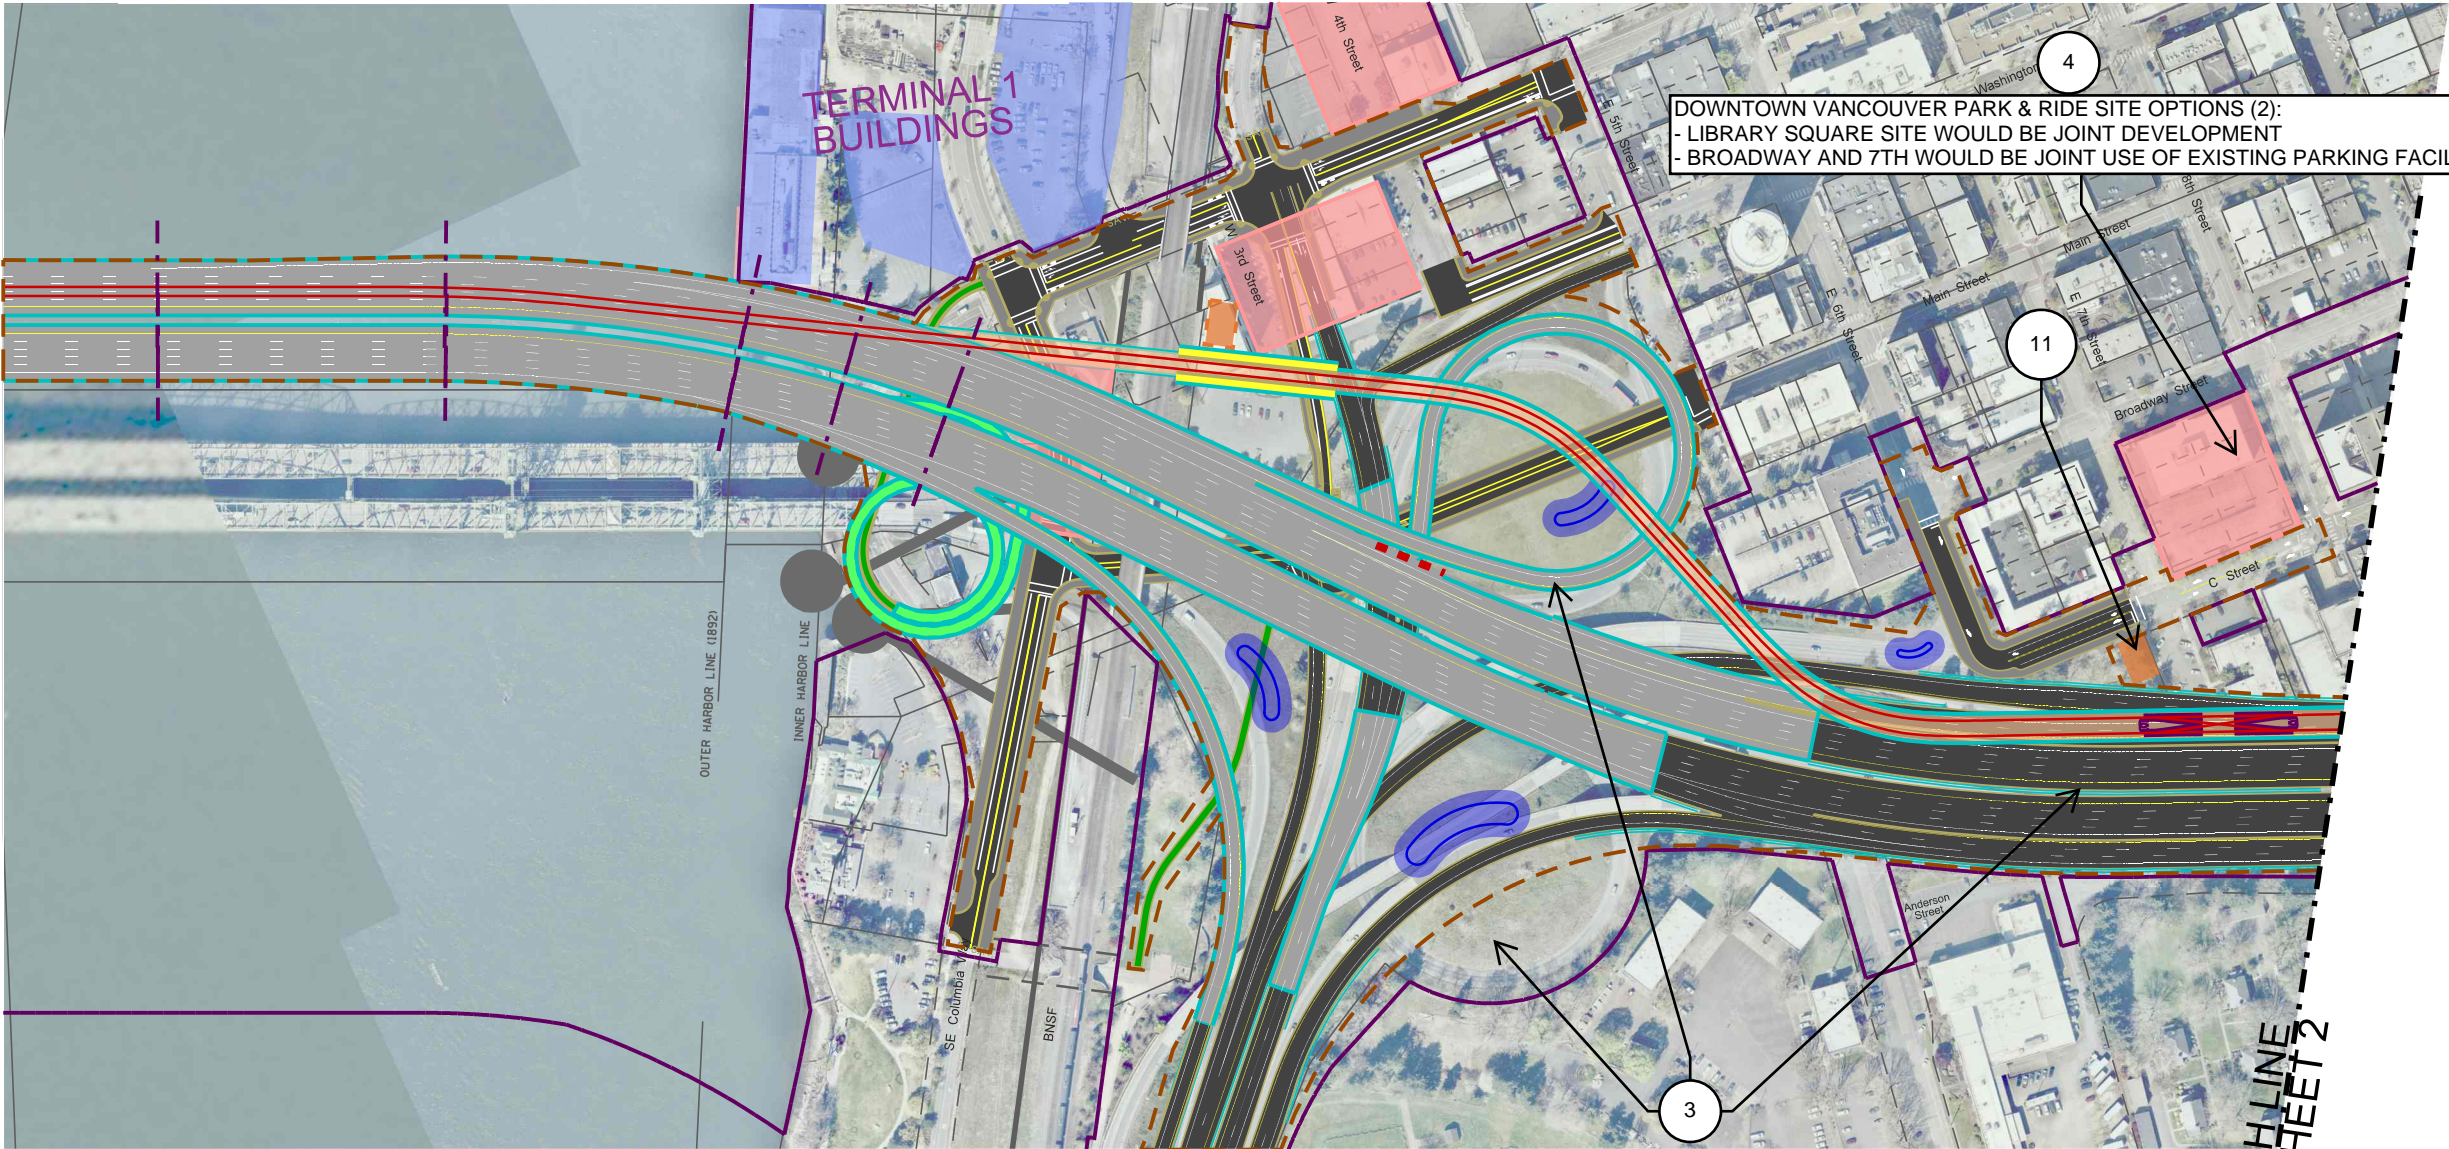 4th Street
4
Washington
DOWNTOWN VANCOUVER PARK & RIDE SITE OPTIONS (2):
- LIBRARY SQUARE SITE WOULD BE JOINT DEVELOPMENT
- BROADWAY AND 7TH WOULD BE JOINT USE OF EXISTING PARKING FACIL
TERMINAL 1
BUILDINGS
E 5th Street
8th Street
Main Street
Main Street
W 3rd Street
E 6th Street
E 7th Street
11
Broadway Street
C Street
OUTER HARBOR LINE (1892)
INNER HARBOR LINE
Anderson
Street
SE Columbia W
BNSF
3
H LINE
HEET 2